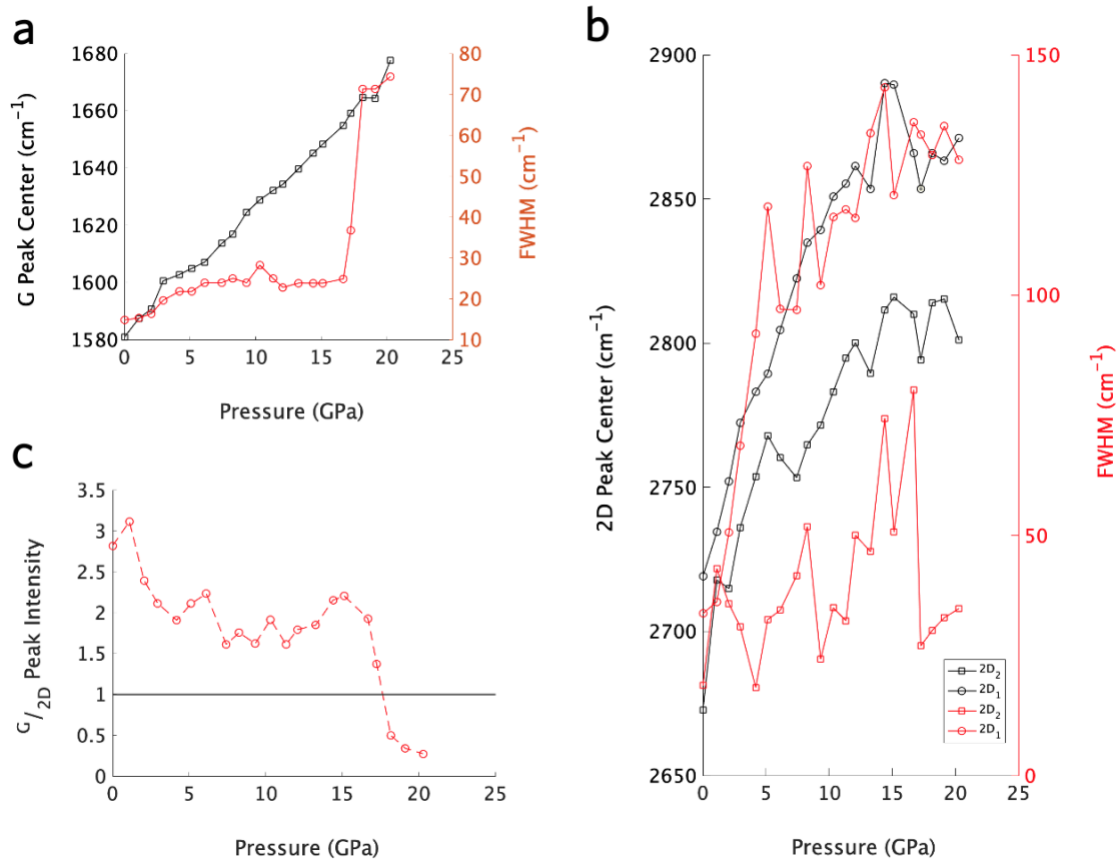 a
1680
1660
1640
1620
1600
1580
G Peak Center (cm⁻¹)
80
70
60
50
40
30
20
10
FWHM (cm⁻¹)
0 5 10 15 20 25
Pressure (GPa)
b
2900
2850
2800
2750
2700
2650
2D Peak Center (cm⁻¹)
150
100
50
0
FWHM (cm⁻¹)
2D₂
2D₁
2D₂
2D₁
0 5 10 15 20 25
Pressure (GPa)
c
3.5
3
2.5
2
1.5
1
0.5
0
G/2D Peak Intensity
0 5 10 15 20 25
Pressure (GPa)